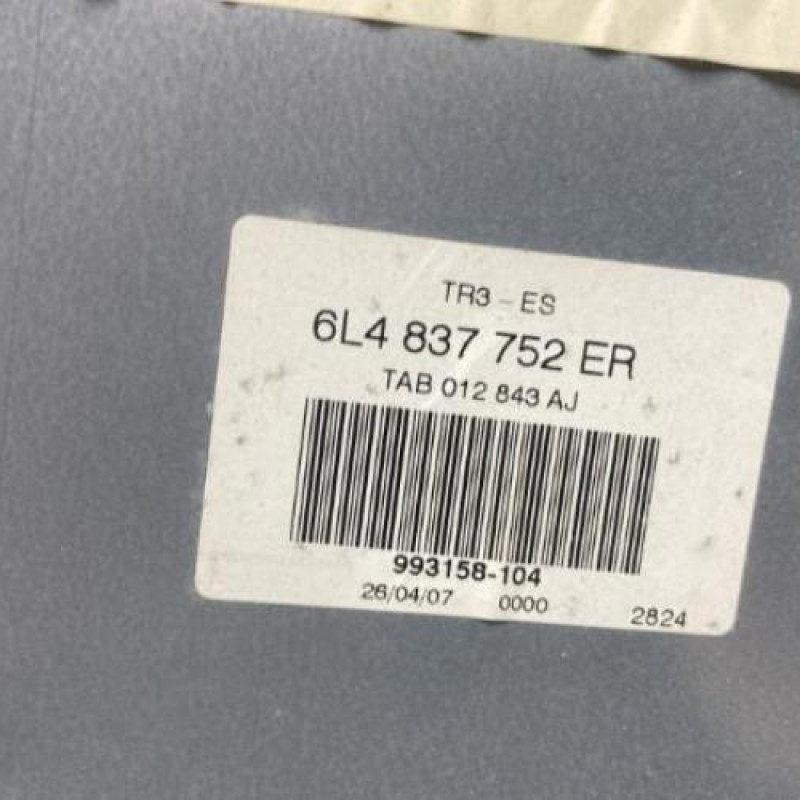 TR3 - ES
6L4 837 752 ER
TAB 012 843 AJ
993158-104
26/04/07 0000 2824